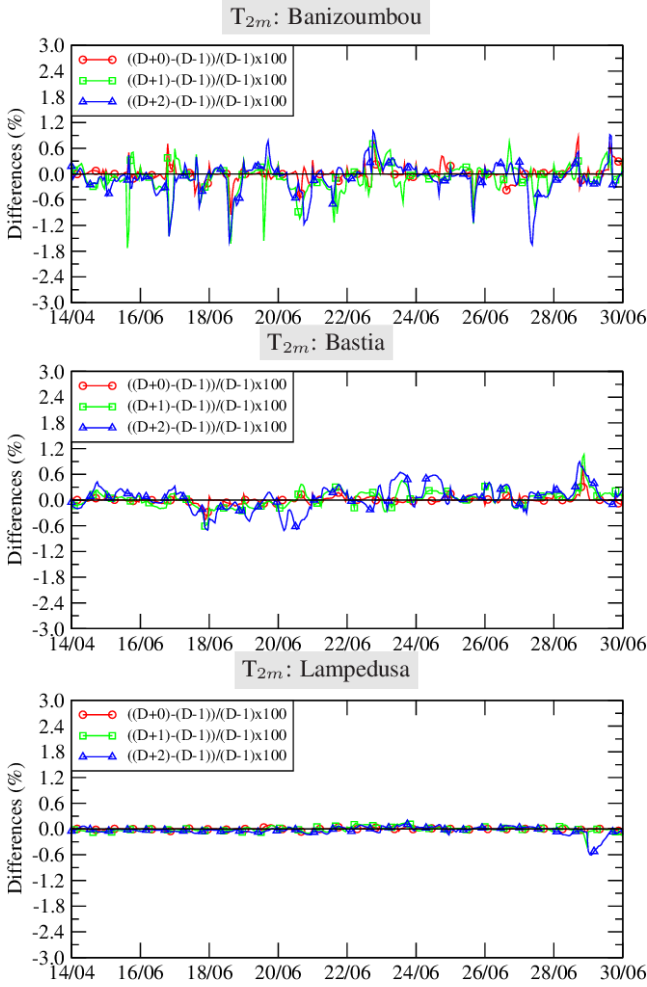 T2m: Banizoumbou
3.0
2.4
1.8
1.2
0.6
0.0
-0.6
-1.2
-1.8
-2.4
-3.0
Differences (%)
((D+0)-(D-1))/(D-1)x100
((D+1)-(D-1))/(D-1)x100
((D+2)-(D-1))/(D-1)x100
14/04 16/06 18/06 20/06 22/06 24/06 26/06 28/06 30/06
T2m: Bastia
3.0
2.4
1.8
1.2
0.6
0.0
-0.6
-1.2
-1.8
-2.4
-3.0
Differences (%)
((D+0)-(D-1))/(D-1)x100
((D+1)-(D-1))/(D-1)x100
((D+2)-(D-1))/(D-1)x100
14/04 16/06 18/06 20/06 22/06 24/06 26/06 28/06 30/06
T2m: Lampedusa
3.0
2.4
1.8
1.2
0.6
0.0
-0.6
-1.2
-1.8
-2.4
-3.0
Differences (%)
((D+0)-(D-1))/(D-1)x100
((D+1)-(D-1))/(D-1)x100
((D+2)-(D-1))/(D-1)x100
14/04 16/06 18/06 20/06 22/06 24/06 26/06 28/06 30/06